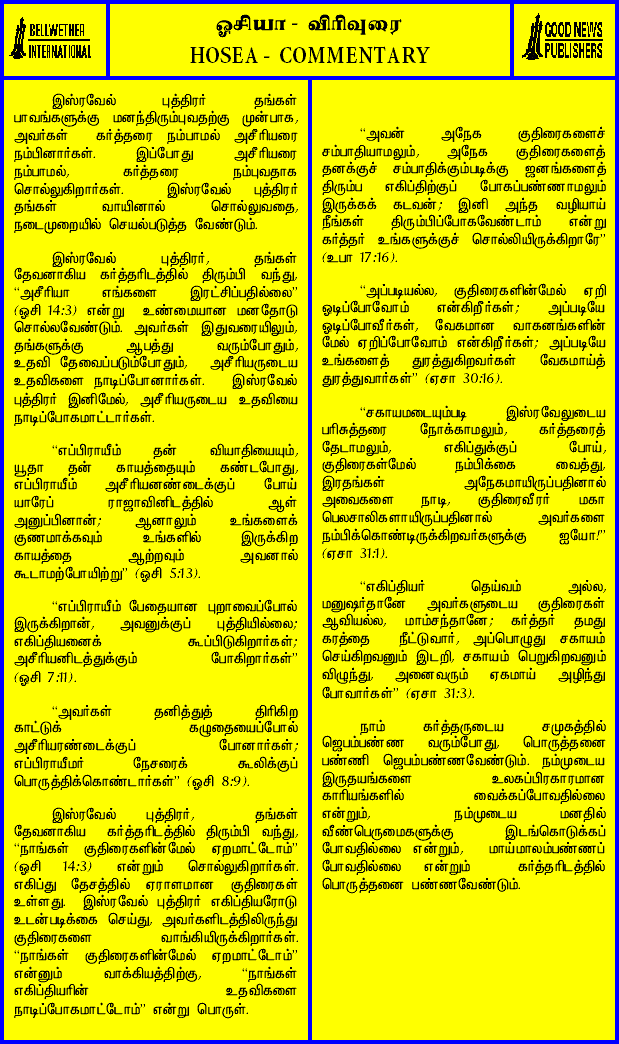 BELLWETHER
INTERNATIONAL
ஓசியா - விரிவுரை
HOSEA - COMMENTARY
GOOD NEWS
PUBLISHERS
இஸ்ரவேல் புத்திரர் தங்கள்
பாவங்களுக்கு மனந்திரும்புவதற்கு முன்பாக,
அவர்கள் கர்த்தரை நம்பாமல் அசீரியரை
நம்பினார்கள். இப்போது அசீரியரை
நம்பாமல், கர்த்தரை நம்புவதாக
சொல்லுகிறார்கள். இஸ்ரவேல் புத்திரர்
தங்கள் வாயினால் சொல்லுவதை,
நடைமுறையில் செயல்படுத்த வேண்டும்.
இஸ்ரவேல் புத்திரர், தங்கள்
தேவனாகிய கர்த்தரிடத்தில் திரும்பி வந்து,
“அசீரியா எங்களை இரட்சிப்பதில்லை”
(ஓசி 14:3) என்று உண்மையான மனதோடு
சொல்லவேண்டும். அவர்கள் இதுவரையிலும்,
தங்களுக்கு ஆபத்து வரும்போதும்,
உதவி தேவைப்படும்போதும், அசீரியருடைய
உதவிகளை நாடிப்போனார்கள். இஸ்ரவேல்
புத்திரர் இனிமேல், அசீரியருடைய உதவியை
நாடிப்போகமாட்டார்கள்.
“எப்பிராயீம் தன் வியாதியையும்,
யூதா தன் காயத்தையும் கண்டபோது,
எப்பிராயீம் அசீரியனண்டைக்குப் போய்
யாரேப் ராஜாவினிடத்தில் ஆள்
அனுப்பினான்; ஆனாலும் உங்களைக்
குணமாக்கவும் உங்களில் இருக்கிற
காயத்தை ஆற்றவும் அவனால்
கூடாமற்போயிற்று” (ஓசி 5:13).
“எப்பிராயீம் பேதையான புறாவைப்போல்
இருக்கிறான், அவனுக்குப் புத்தியில்லை;
எகிப்தியனைக் கூப்பிடுகிறார்கள்;
அசீரியனிடத்துக்கும் போகிறார்கள்”
(ஓசி 7:11).
“அவர்கள் தனித்துத் திரிகிற
காட்டுக் கழுதையைப்போல்
அசீரியரண்டைக்குப் போனார்கள்;
எப்பிராயீமர் நேசரைக் கூலிக்குப்
பொருத்திக்கொண்டார்கள்” (ஓசி 8:9).
இஸ்ரவேல் புத்திரர், தங்கள்
தேவனாகிய கர்த்தரிடத்தில் திரும்பி வந்து,
“நாங்கள் குதிரைகளின்மேல் ஏறமாட்டோம்”
(ஓசி 14:3) என்றும் சொல்லுகிறார்கள்.
எகிப்து தேசத்தில் ஏராளமான குதிரைகள்
உள்ளது. இஸ்ரவேல் புத்திரர் எகிப்தியரோடு
உடன்படிக்கை செய்து, அவர்களிடத்திலிருந்து
குதிரைகளை வாங்கியிருக்கிறார்கள்.
“நாங்கள் குதிரைகளின்மேல் ஏறமாட்டோம்”
என்னும் வாக்கியத்திற்கு, “நாங்கள்
எகிப்தியரின் உதவிகளை
நாடிப்போகமாட்டோம்” என்று பொருள்.
“அவன் அநேக குதிரைகளைச்
சம்பாதியாமலும், அநேக குதிரைகளைத்
தனக்குச் சம்பாதிக்கும்படிக்கு ஜனங்களைத்
திரும்ப எகிப்திற்குப் போகப்பண்ணாமலும்
இருக்கக் கடவன்; இனி அந்த வழியாய்
நீங்கள் திரும்பிப்போகவேண்டாம் என்று
கர்த்தர் உங்களுக்குச் சொல்லியிருக்கிறாரே”
(உபா 17:16).
“அப்படியல்ல, குதிரைகளின்மேல் ஏறி
ஓடிப்போவோம் என்கிறீர்கள்; அப்படியே
ஓடிப்போவீர்கள், வேகமான வாகனங்களின்
மேல் ஏறிப்போவோம் என்கிறீர்கள்; அப்படியே
உங்களைத் துரத்துகிறவர்கள் வேகமாய்த்
துரத்துவார்கள்” (ஏசா 30:16).
“சகாயமடையும்படி இஸ்ரவேலுடைய
பரிசுத்தரை நோக்காமலும், கர்த்தரைத்
தேடாமலும், எகிப்துக்குப் போய்,
குதிரைகள்மேல் நம்பிக்கை வைத்து,
இரதங்கள் அநேகமாயிருப்பதினால்
அவைகளை நாடி, குதிரைவீரர் மகா
பெலசாலிகளாயிருப்பதினால் அவர்களை
நம்பிக்கொண்டிருக்கிறவர்களுக்கு ஐயோ!”
(ஏசா 31:1).
“எகிப்தியர் தெய்வம் அல்ல,
மனுஷர்தானே அவர்களுடைய குதிரைகள்
ஆவியல்ல, மாம்சந்தானே; கர்த்தர் தமது
கரத்தை நீட்டுவார், அப்பொழுது சகாயம்
செய்கிறவனும் இடறி, சகாயம் பெறுகிறவனும்
விழுந்து, அனைவரும் ஏகமாய் அழிந்து
போவார்கள்” (ஏசா 31:3).
நாம் கர்த்தருடைய சமுகத்தில்
ஜெபம்பண்ண வரும்போது, பொருத்தனை
பண்ணி ஜெபம்பண்ணவேண்டும். நம்முடைய
இருதயங்களை உலகப்பிரகாரமான
காரியங்களில் வைக்கப்போவதில்லை
என்றும், நம்முடைய மனதில்
வீண்பெருமைகளுக்கு இடங்கொடுக்கப்
போவதில்லை என்றும், மாய்மாலம்பண்ணப்
போவதில்லை என்றும் கர்த்தரிடத்தில்
பொருத்தனை பண்ணவேண்டும்.